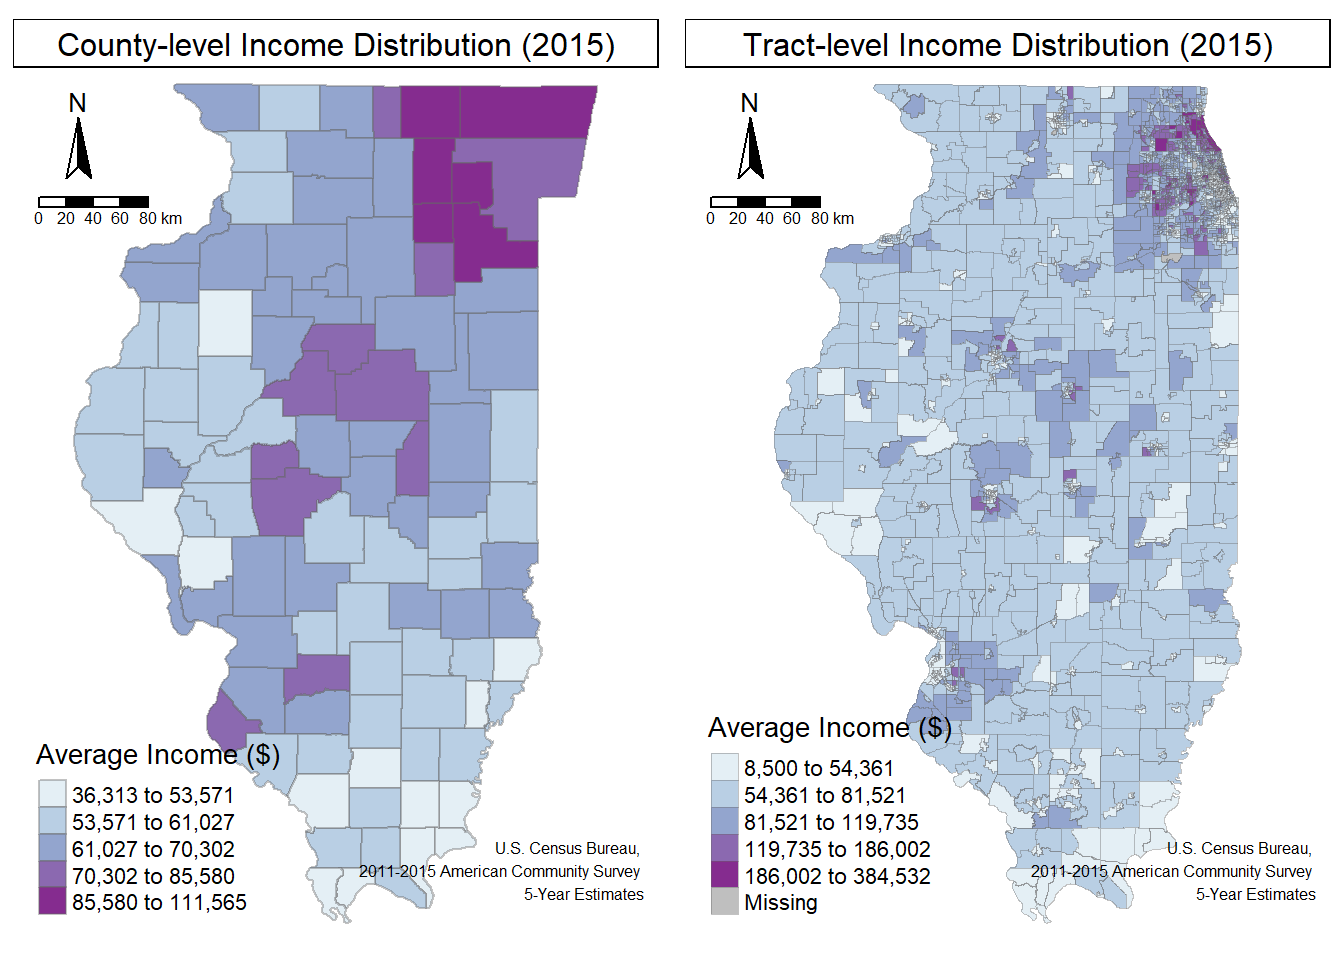 County-level Income Distribution (2015)
N
0 20 40 60 80 km
Average Income ($)
36,313 to 53,571
53,571 to 61,027
61,027 to 70,302
70,302 to 85,580
85,580 to 111,565
U.S. Census Bureau,
2011-2015 American Community Survey
5-Year Estimates
Tract-level Income Distribution (2015)
N
0 20 40 60 80 km
Average Income ($)
8,500 to 54,361
54,361 to 81,521
81,521 to 119,735
119,735 to 186,002
186,002 to 384,532
Missing
U.S. Census Bureau,
2011-2015 American Community Survey
5-Year Estimates